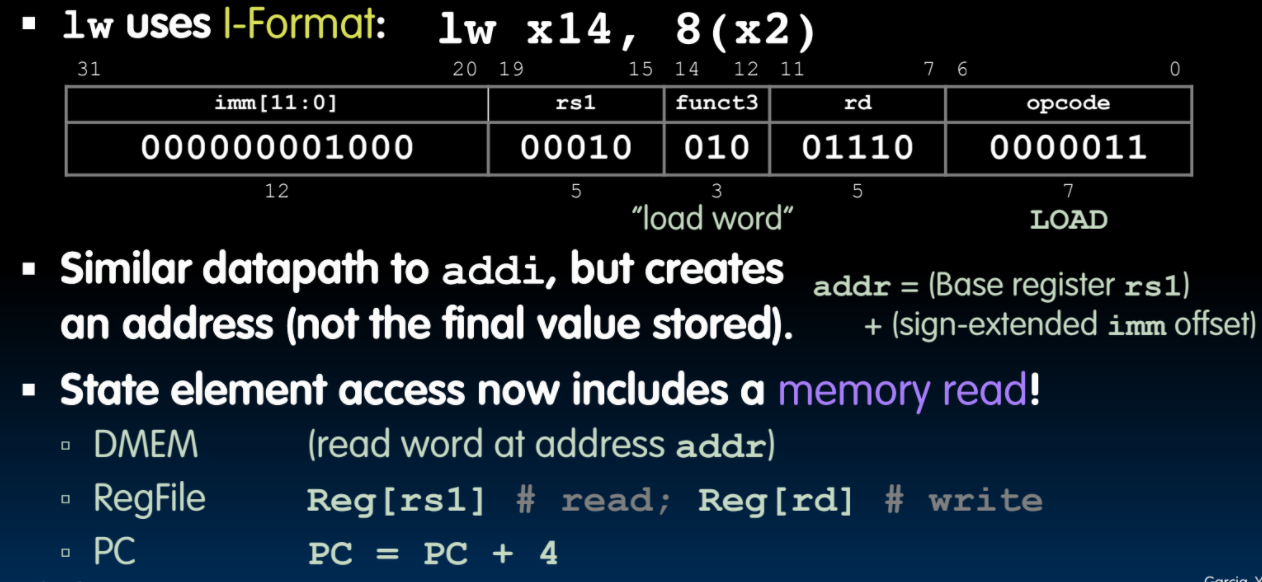 ▪ lw uses I-Format: lw x14, 8(x2)
31 20 19 15 14 12 11 7 6 0
imm[11:0] rs1 funct3 rd opcode
000000001000 00010 010 01110 0000011
12 5 3 5 7
“load word” LOAD
▪ Similar datapath to addi, but creates
an address (not the final value stored).
addr = (Base register rs1)
+ (sign-extended imm offset)
▪ State element access now includes a memory read!
▫ DMEM (read word at address addr)
▫ RegFile Reg[rs1] # read; Reg[rd] # write
▫ PC PC = PC + 4